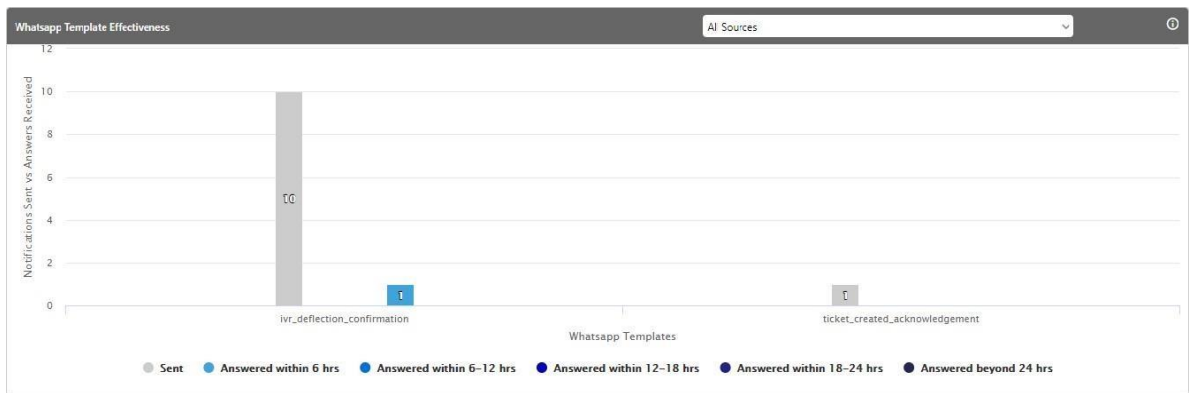 Whatsapp Template Effectiveness
All Sources
Notifications Sent vs Answers Received
12
10
8
6
4
2
0
10
1
1
ivr_deflection_confirmation
ticket_created_acknowledgement
Whatsapp Templates
Sent
Answered within 6 hrs
Answered within 6-12 hrs
Answered within 12-18 hrs
Answered within 18-24 hrs
Answered beyond 24 hrs